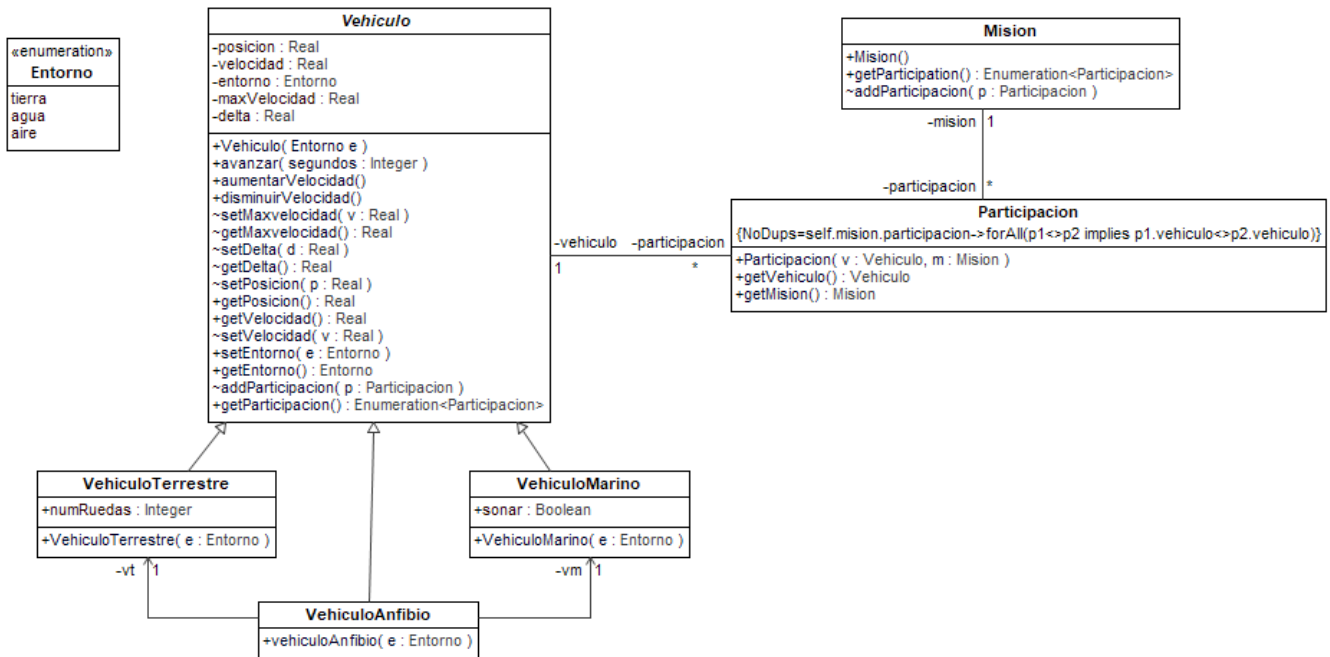 «enumeration»
Entorno
tierra
agua
aire
Vehiculo
-posicion : Real
-velocidad : Real
-entorno : Entorno
-maxVelocidad : Real
-delta : Real
+Vehiculo( Entorno e )
+avanzar( segundos : Integer )
+aumentarVelocidad()
+disminuirVelocidad()
~setMaxvelocidad( v : Real )
~getMaxvelocidad() : Real
~setDelta( d : Real )
~getDelta() : Real
~setPosicion( p : Real )
+getPosicion() : Real
+getVelocidad() : Real
~setVelocidad( v : Real )
+setEntorno( e : Entorno )
+getEntorno() : Entorno
~addParticipacion( p : Participacion )
+getParticipacion() : Enumeration<Participacion>
-vehiculo
1
-participacion
*
Mision
+Mision()
+getParticipation() : Enumeration<Participacion>
~addParticipacion( p : Participacion )
-mision
1
-participacion
*
Participacion
{NoDups=self.mision.participacion->forAll(p1<>p2 implies p1.vehiculo<>p2.vehiculo)}
+Participacion( v : Vehiculo, m : Mision )
+getVehiculo() : Vehiculo
+getMision() : Mision
VehiculoTerrestre
+numRuedas : Integer
+VehiculoTerrestre( e : Entorno )
-vt
1
VehiculoMarino
+sonar : Boolean
+VehiculoMarino( e : Entorno )
-vm
1
VehiculoAnfibio
+vehiculoAnfibio( e : Entorno )